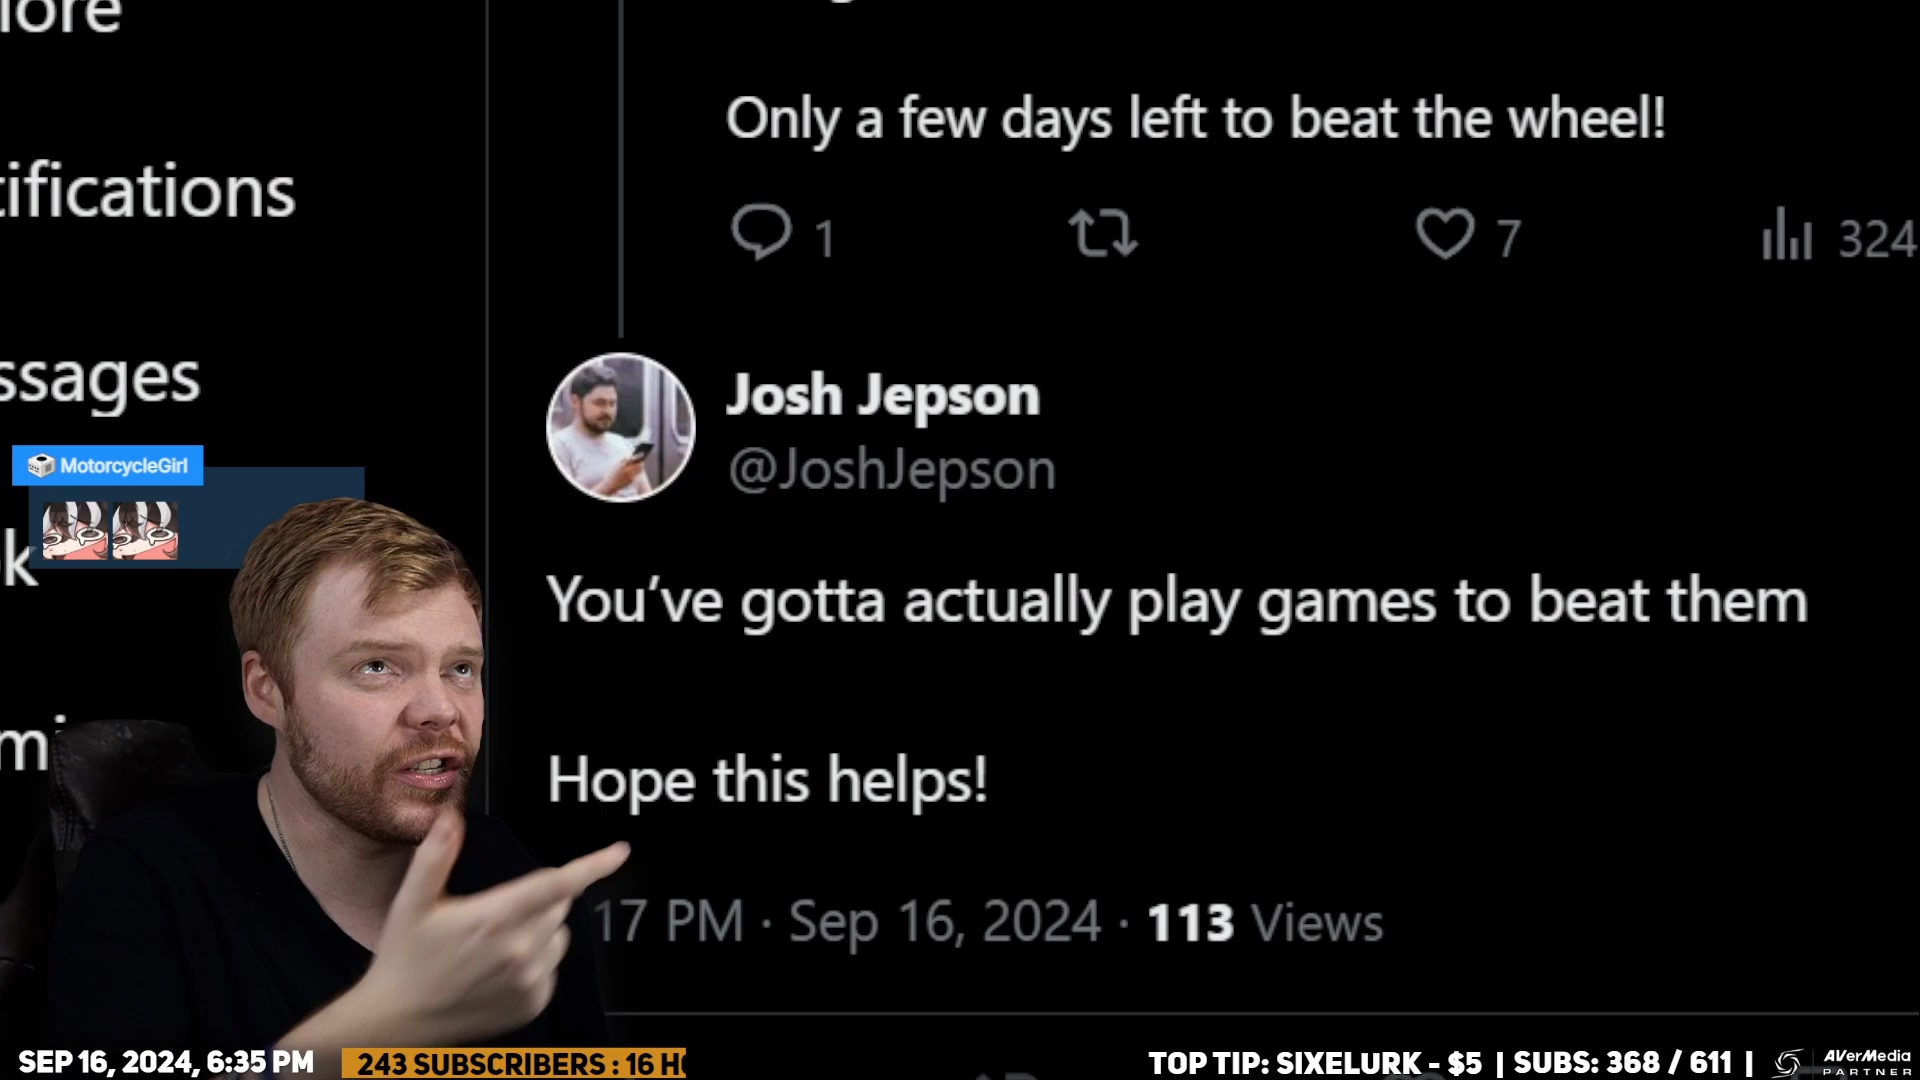 Only a few days left to beat the wheel!
tifications
1
7
324
ssages
Josh Jepson
@JoshJepson
MotorcycleGirl
k
You've gotta actually play games to beat them
Hope this helps!
17 PM · Sep 16, 2024 · 113 Views
SEP 16, 2024, 6:35 PM
243 SUBSCRIBERS : 16 H
TOP TIP: SIXELURK - $5 | SUBS: 368 / 611 |
AVerMedia
PARTNER